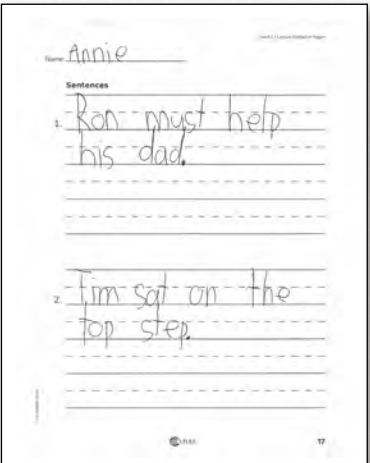 Name Annie
Sentences
1. Ron must help
his dad.
2. Tim sat on the
top step.
17